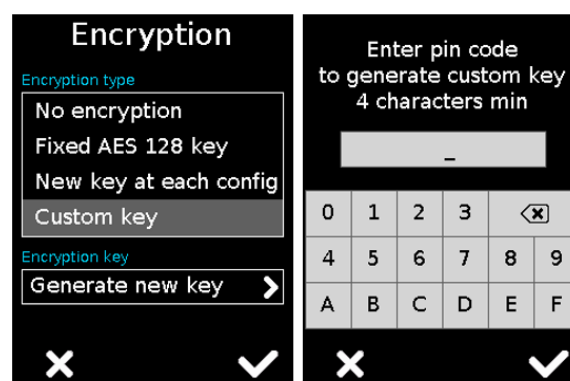 Encryption
Encryption type
No encryption
Fixed AES 128 key
New key at each config
Custom key
Encryption key
Generate new key
Enter pin code
to generate custom key
4 characters min
_
0 1 2 3
4 5 6 7 8 9
A B C D E F